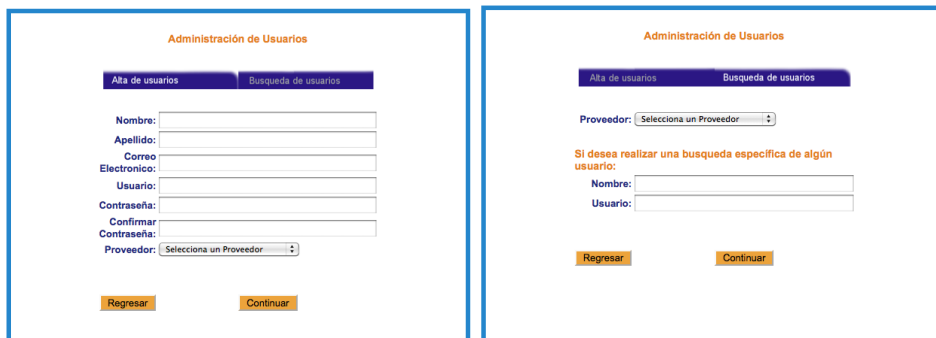 Administración de Usuarios
Alta de usuarios Busqueda de usuarios
Nombre:
Apellido:
Correo
Electronico:
Usuario:
Contraseña:
Confirmar
Contraseña:
Proveedor: Selecciona un Proveedor
Regresar Continuar
Administración de Usuarios
Alta de usuarios Busqueda de usuarios
Proveedor: Selecciona un Proveedor
Si desea realizar una busqueda específica de algún
usuario:
Nombre:
Usuario:
Regresar Continuar